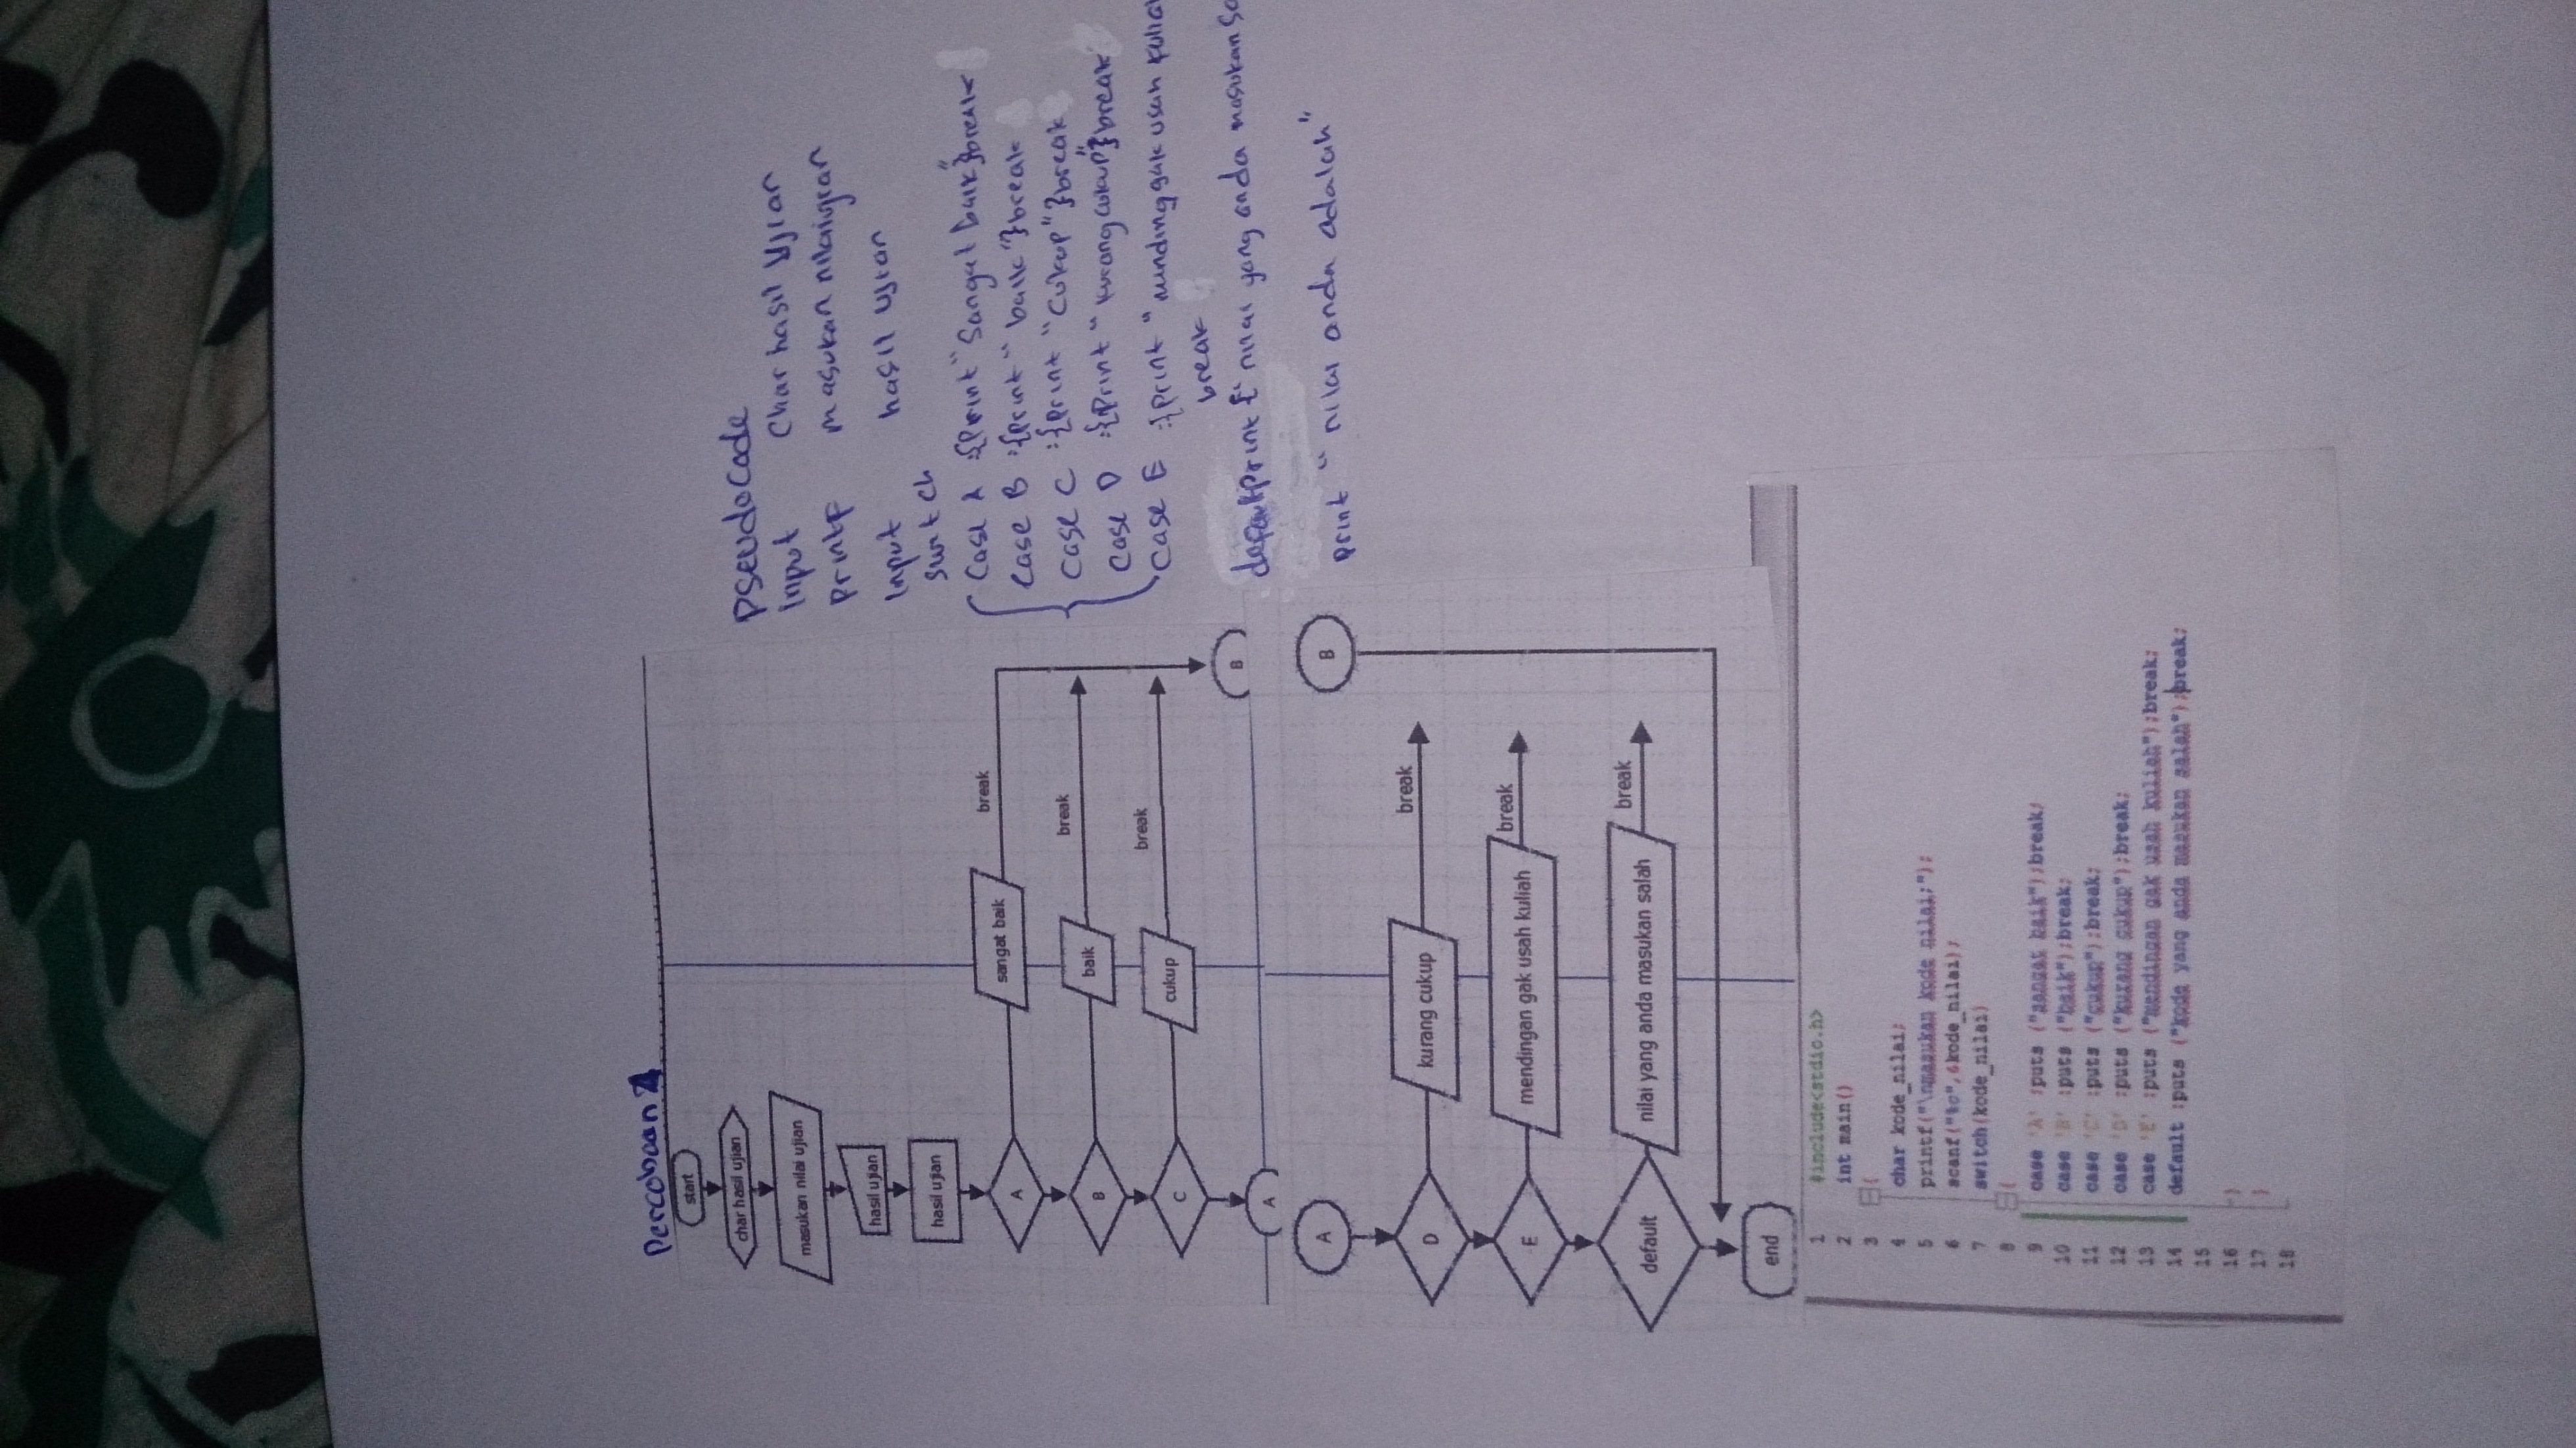 Percobaan
start
char hasil ujian
masukan nilai ujian
hasil ujian
hasil ujian
A
sangat baik
break
B
baik
break
C
cukup
break
A
B
A
B
D
kurang cukup
break
E
mendingan gak usah kuliah
break
default
nilai yang anda masukan salah
break
end
Pseudocode
Input Char hasil Ujian
Printf masukan nilaiujian
Input hasil Ujian
Switch
Case A :{Print "Sangat baik"}break
Case B :{print "baik"}break
Case C :{print "Cukup"}break
Case D :{Print "kurang cukup"}break
Case E :{print "mending gak usah kuliah
break
default print {"nilai yang anda masukan Sa
print "nilai anda adalah"
1 #include<stdio.h>
2 int main()
3 {
4 char kode_nilai;
5 printf("\nmasukan kode nilai:");
6 scanf("%c",&kode_nilai);
7 switch(kode_nilai)
8 {
9 case 'A' :puts ("sangat baik");break;
10 case 'B' :puts ("baik");break;
11 case 'C' :puts ("cukup");break;
12 case 'D' :puts ("kurang cukup");break;
13 case 'E' :puts ("mendingan gak usah kuliah");break;
14 default :puts ("kode yang anda masukan salah");break;
15
16 }
17 }
18